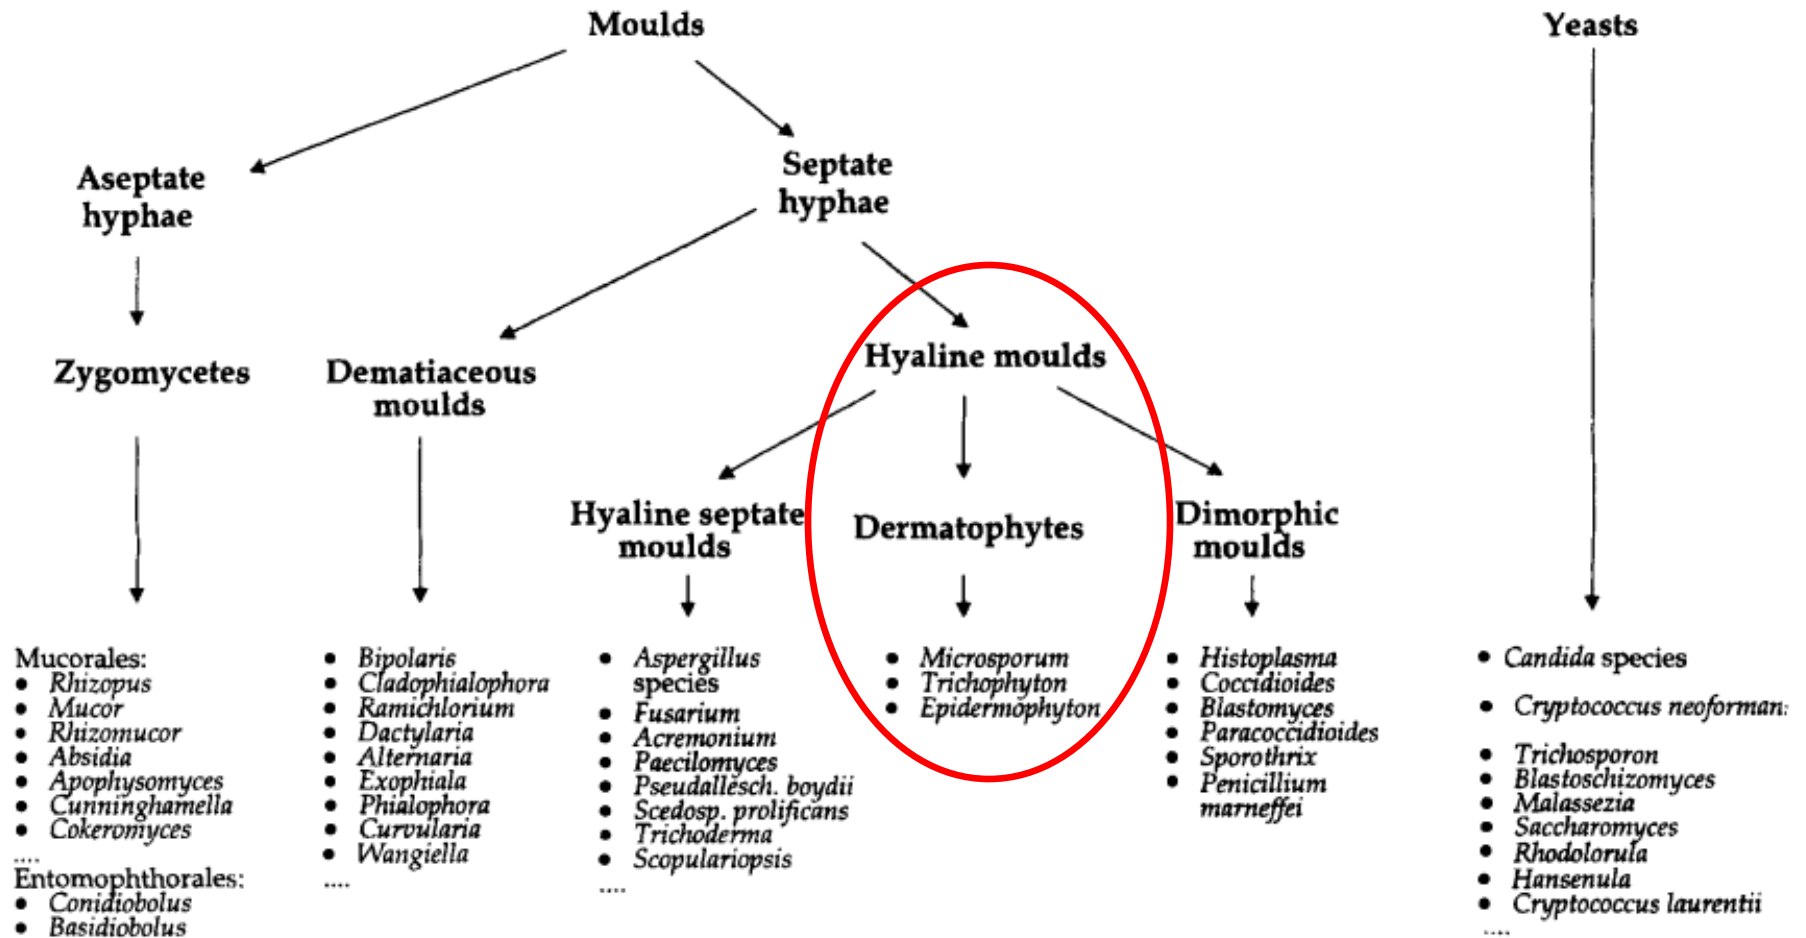 Moulds
Yeasts
Aseptate
hyphae
Septate
hyphae
Zygomycetes
Dematiaceous
moulds
Hyaline moulds
Hyaline septate
moulds
Dermatophytes
Dimorphic
moulds
Mucorales:
• Rhizopus
• Mucor
• Rhizomucor
• Absidia
• Apophysomyces
• Cunninghamella
• Cokeromyces
....
Entomophthorales:
• Conidiobolus
• Basidiobolus
• Bipolaris
• Cladophialophora
• Ramichlorium
• Dactylaria
• Alternaria
• Exophiala
• Phialophora
• Curvularia
• Wangiella
....
• Aspergillus
species
• Fusarium
• Acremonium
• Paecilomyces
• Pseudallesch. boydii
• Scedosp. prolificans
• Trichoderma
• Scopulariopsis
....
• Microsporum
• Trichophyton
• Epidermophyton
• Histoplasma
• Coccidioides
• Blastomyces
• Paracoccidioides
• Sporothrix
• Penicillium
marneffei
• Candida species
• Cryptococcus neoforman:
• Trichosporon
• Blastoschizomyces
• Malassezia
• Saccharomyces
• Rhodolorula
• Hansenula
• Cryptococcus laurentii
....